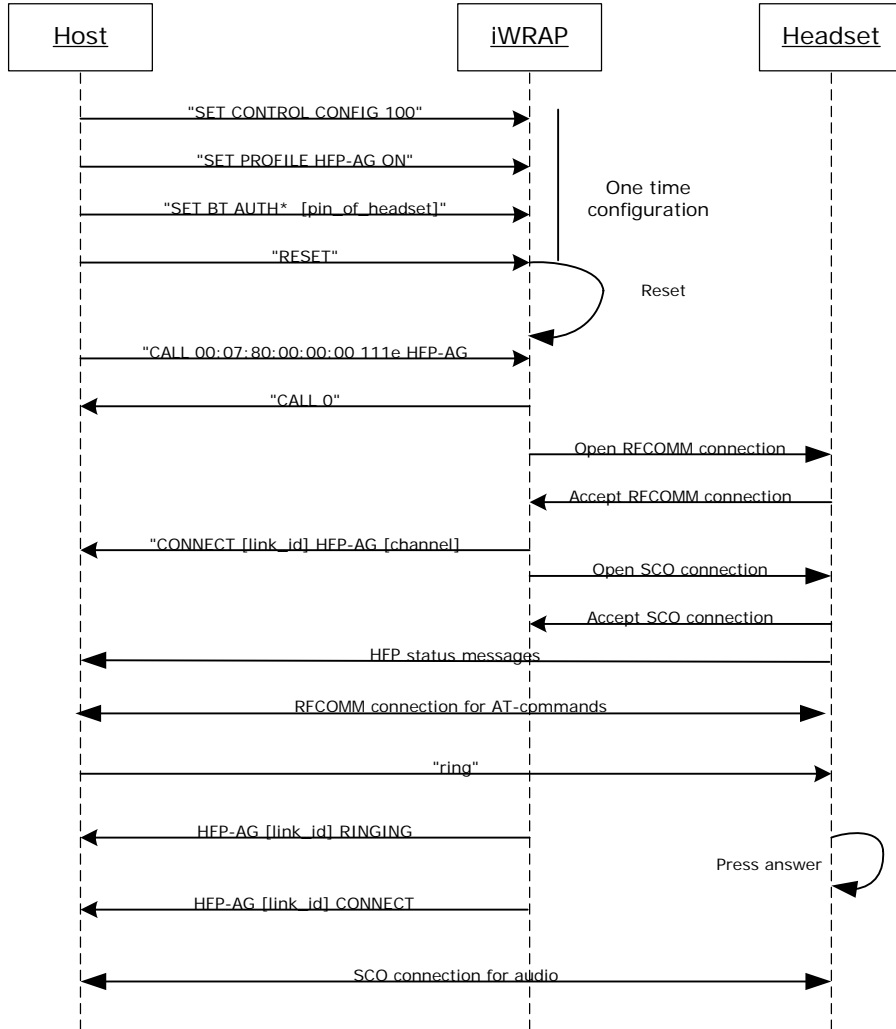 Host
iWRAP
Headset
"SET CONTROL CONFIG 100"
"SET PROFILE HFP-AG ON"
One time
configuration
"SET BT AUTH* [pin_of_headset]"
"RESET"
Reset
"CALL 00:07:80:00:00:00 111e HFP-AG
"CALL 0"
Open RFCOMM connection
Accept RFCOMM connection
"CONNECT [link_id] HFP-AG [channel]
Open SCO connection
Accept SCO connection
HFP status messages
RFCOMM connection for AT-commands
"ring"
HFP-AG [link_id] RINGING
Press answer
HFP-AG [link_id] CONNECT
SCO connection for audio